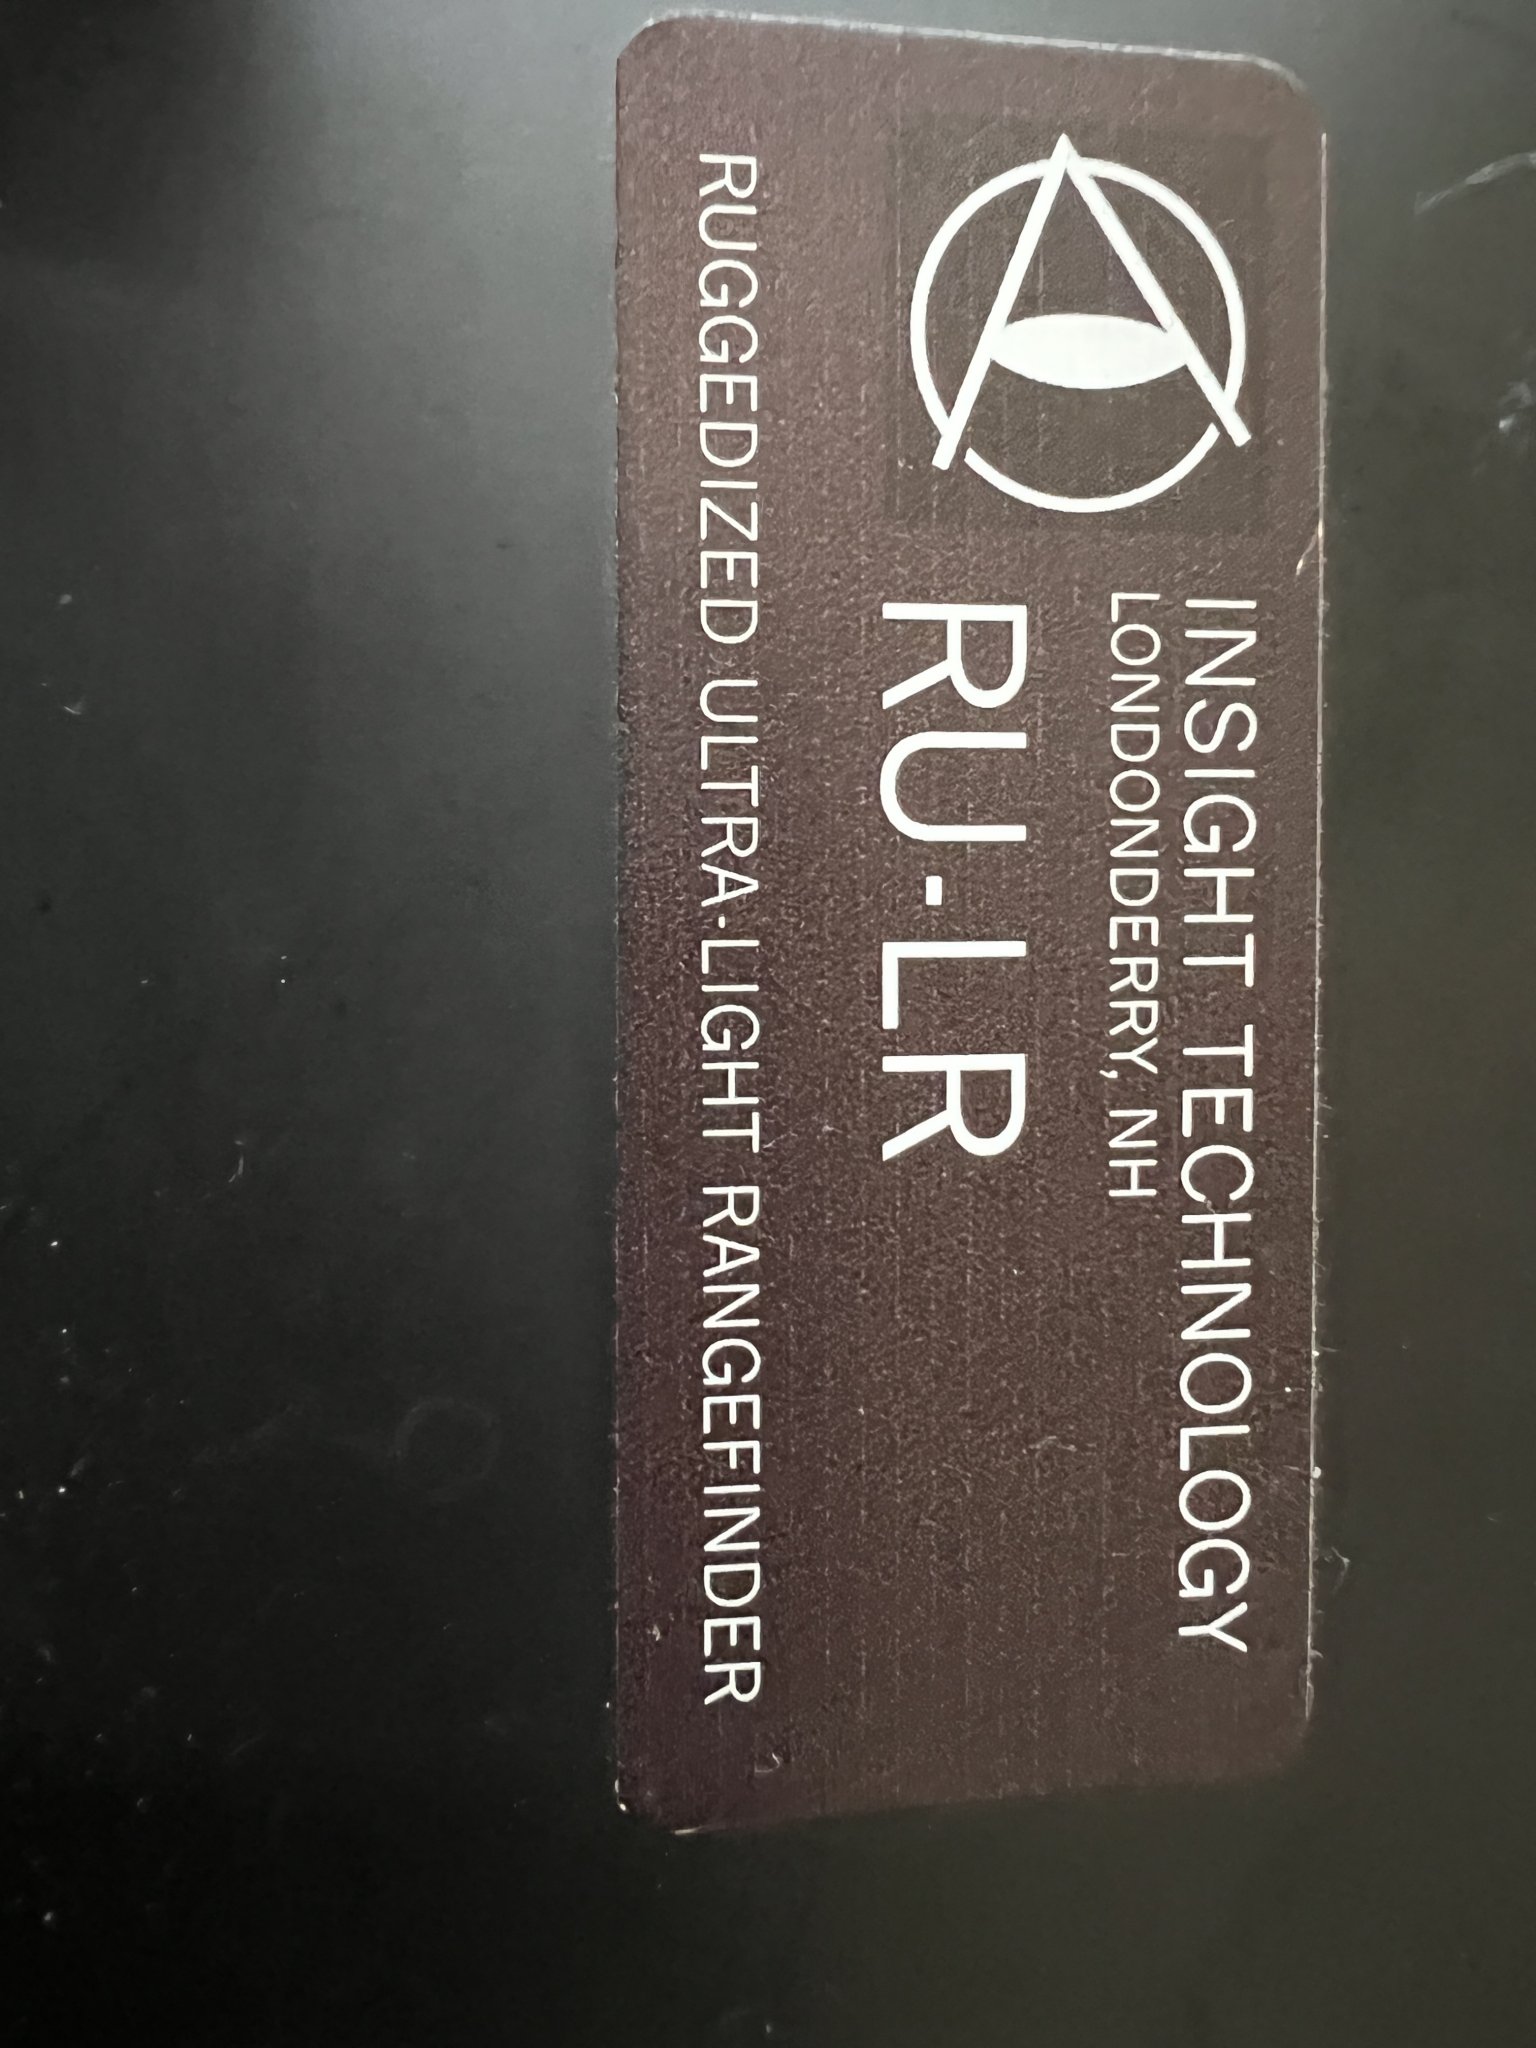 INSIGHT TECHNOLOGY
LONDONDERRY, NH
RU-LR
RUGGEDIZED ULTRA-LIGHT RANGEFINDER